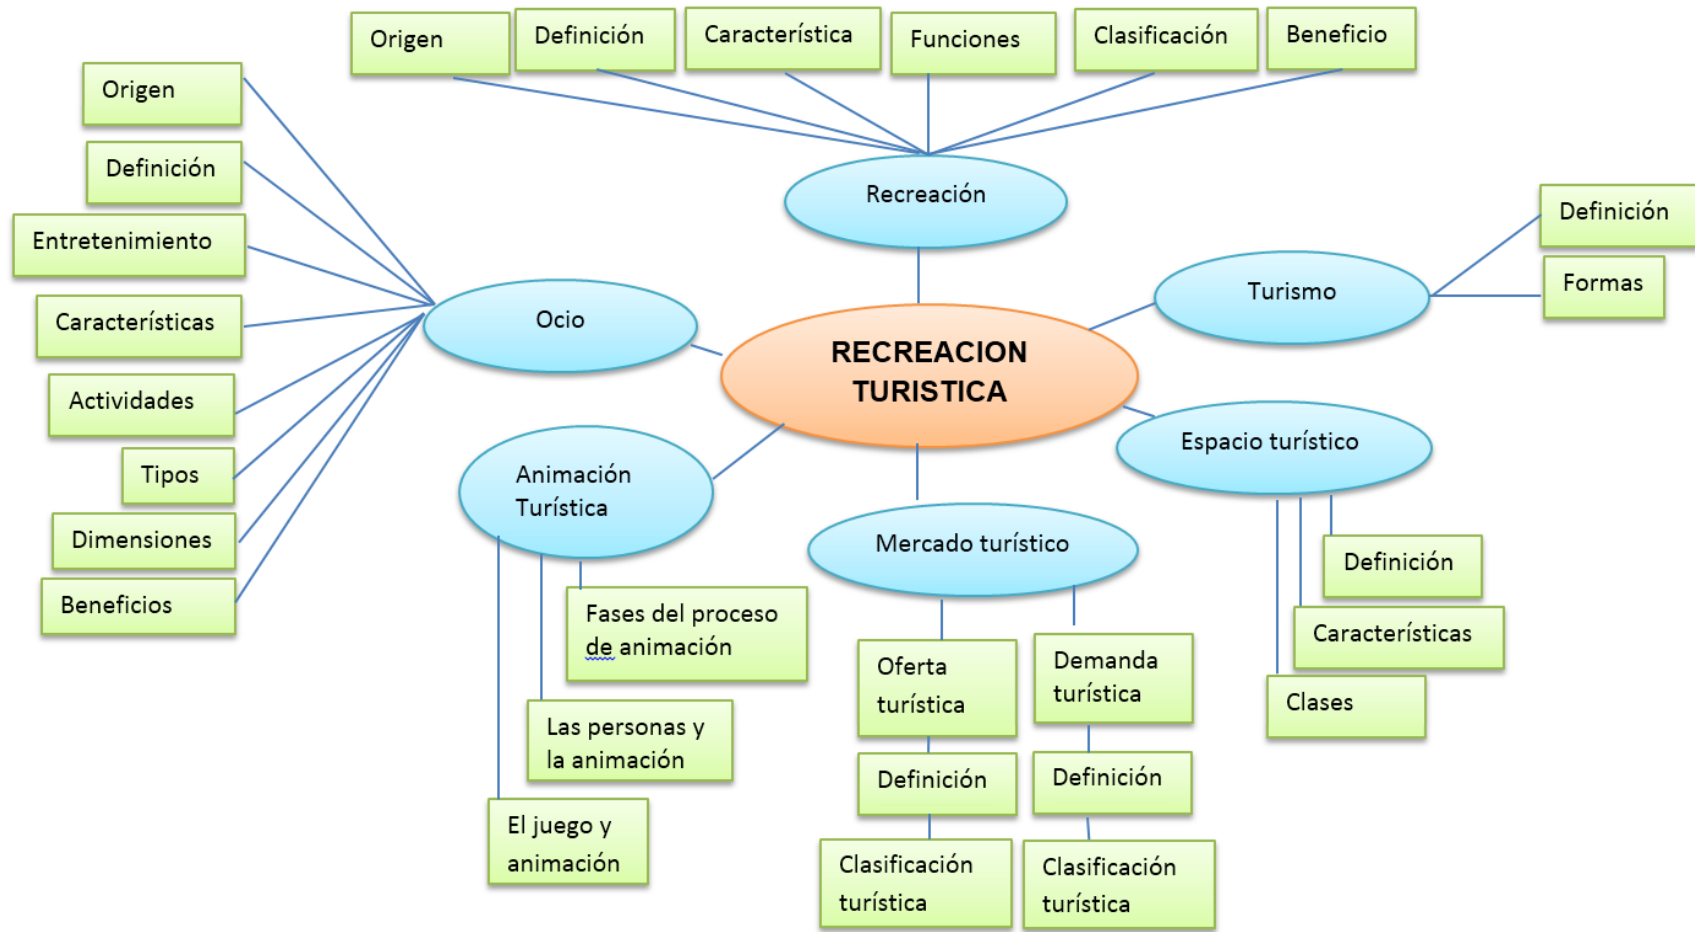 Origen
Definición
Característica
Funciones
Clasificación
Beneficio
Recreación
Origen
Definición
Entretenimiento
Características
Actividades
Tipos
Dimensiones
Beneficios
Ocio
RECREACION
TURISTICA
Turismo
Definición
Formas
Espacio turístico
Definición
Características
Clases
Animación
Turística
Fases del proceso
de animación
Las personas y
la animación
El juego y
animación
Mercado turístico
Oferta
turística
Definición
Clasificación
turística
Demanda
turística
Definición
Clasificación
turística